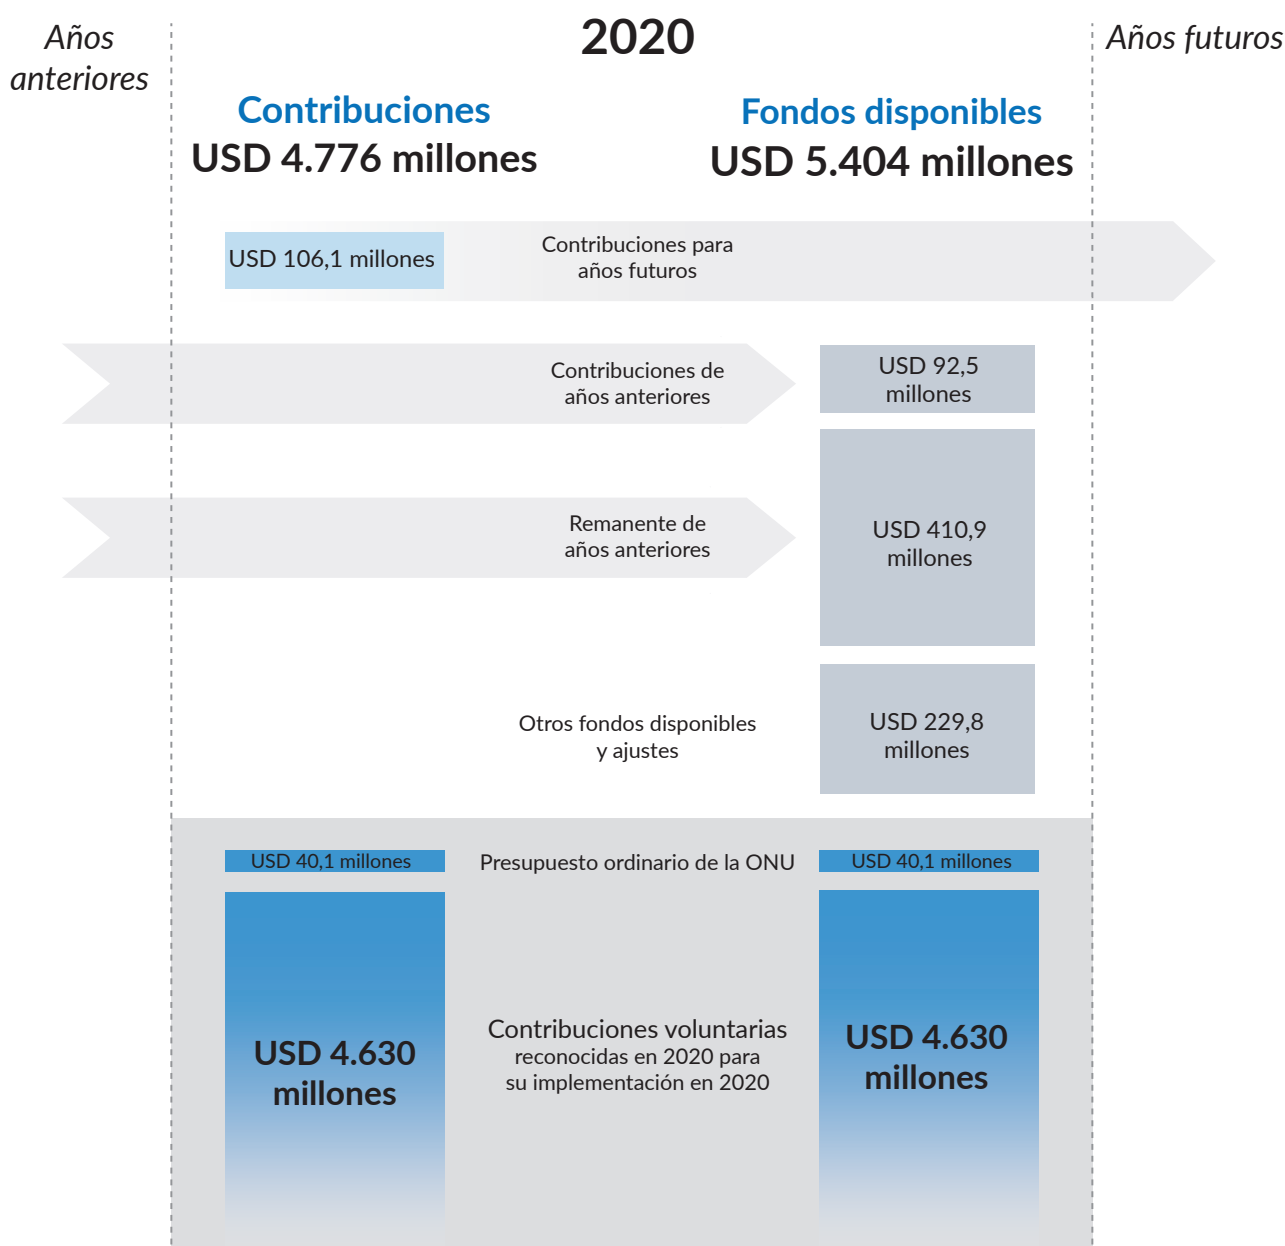 Años
anteriores
2020
Años futuros
Contribuciones
USD 4.776 millones
Fondos disponibles
USD 5.404 millones
USD 106,1 millones
Contribuciones para
años futuros
Contribuciones de
años anteriores
USD 92,5
millones
Remanente de
años anteriores
USD 410,9
millones
Otros fondos disponibles
y ajustes
USD 229,8
millones
USD 40,1 millones
Presupuesto ordinario de la ONU
USD 40,1 millones
USD 4.630
millones
Contribuciones voluntarias
reconocidas en 2020 para
su implementación en 2020
USD 4.630
millones